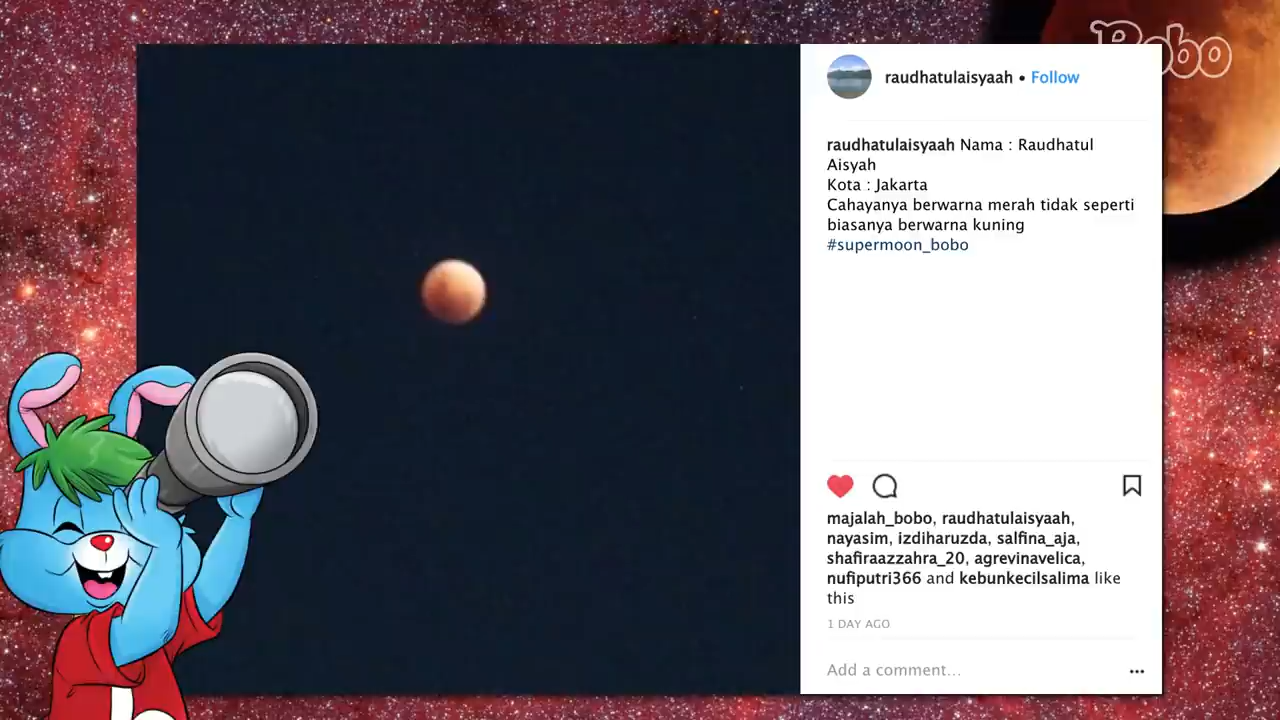 Bobo
raudhatulaisyaah • Follow
raudhatulaisyaah Nama : Raudhatul
Aisyah
Kota : Jakarta
Cahayanya berwarna merah tidak seperti
biasanya berwarna kuning
#supermoon_bobo
majalah_bobo, raudhatulaisyaah,
nayasim, izdiharuzda, salfina_aja,
shafiraazzahra_20, agrevinavelica,
nufiputri366 and kebunkecilsalima like
this
1 DAY AGO
Add a comment...